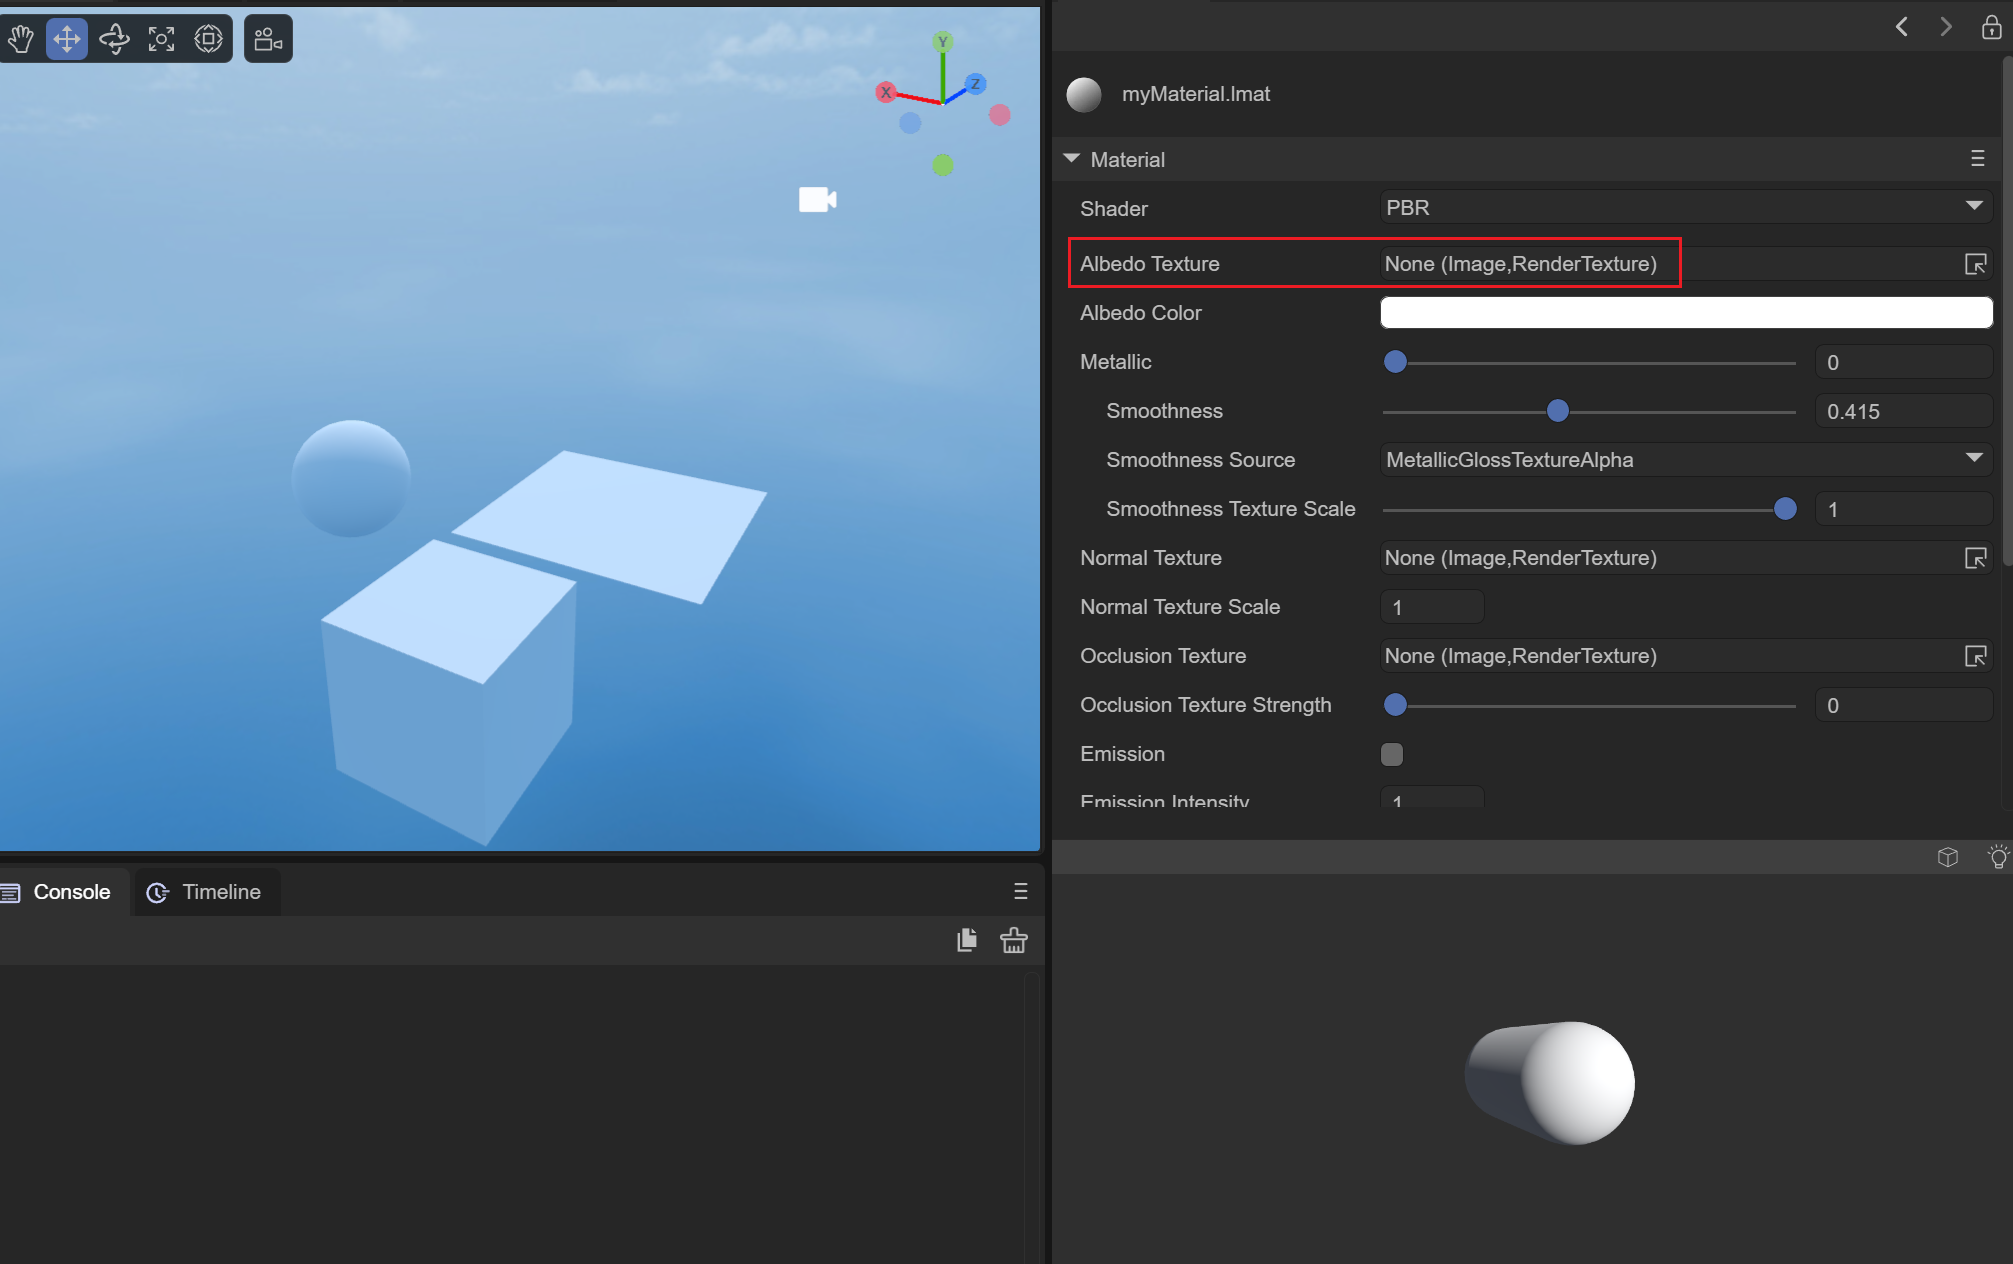 Y
X
Z
myMaterial.lmat
Material
Shader PBR
Albedo Texture None (Image,RenderTexture)
Albedo Color
Metallic 0
Smoothness 0.415
Smoothness Source MetallicGlossTextureAlpha
Smoothness Texture Scale 1
Normal Texture None (Image,RenderTexture)
Normal Texture Scale 1
Occlusion Texture None (Image,RenderTexture)
Occlusion Texture Strength 0
Emission
Emission Intensity 1
Console Timeline